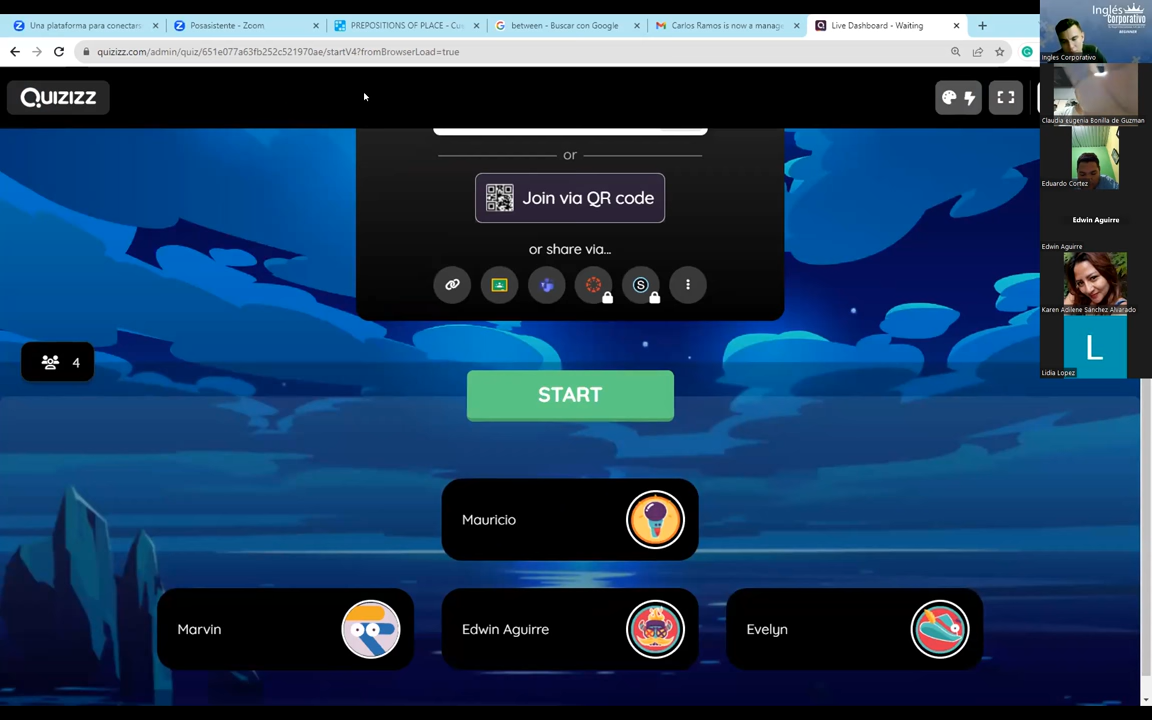 Una plataforma para conectars
Posasistente - Zoom
PREPOSITIONS OF PLACE - Cu
between - Buscar con Google
Carlos Ramos is now a manag
Live Dashboard - Waiting
quizizz.com/admin/quiz/651e077a63fb252c521970ae/startV4?fromBrowserLoad=true
QUIZIZZ
or
Join via QR code
or share via...
S
4
START
Mauricio
Marvin
Edwin Aguirre
Evelyn
Inglés
Corporativo
BEGINNER
Ingles Corporativo
Claudia eugenia Bonilla de Guzman
Eduardo Cortez
Edwin Aguirre
Edwin Aguirre
Karen Adilene Sánchez Alvarado
L
Lidia Lopez